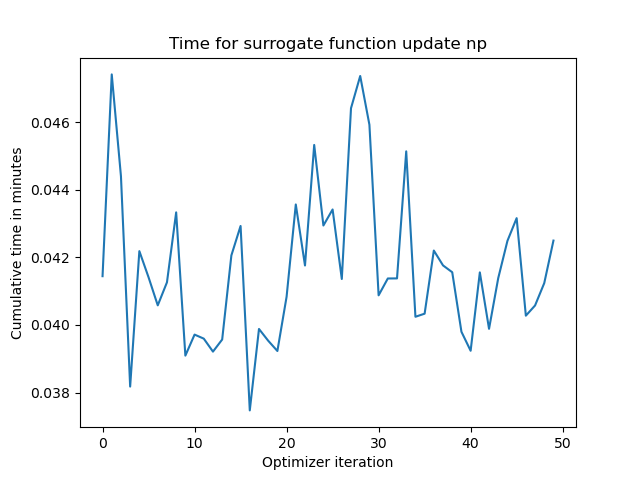 Time for surrogate function update np
Cumulative time in minutes
0.046
0.044
0.042
0.040
0.038
0 10 20 30 40 50
Optimizer iteration